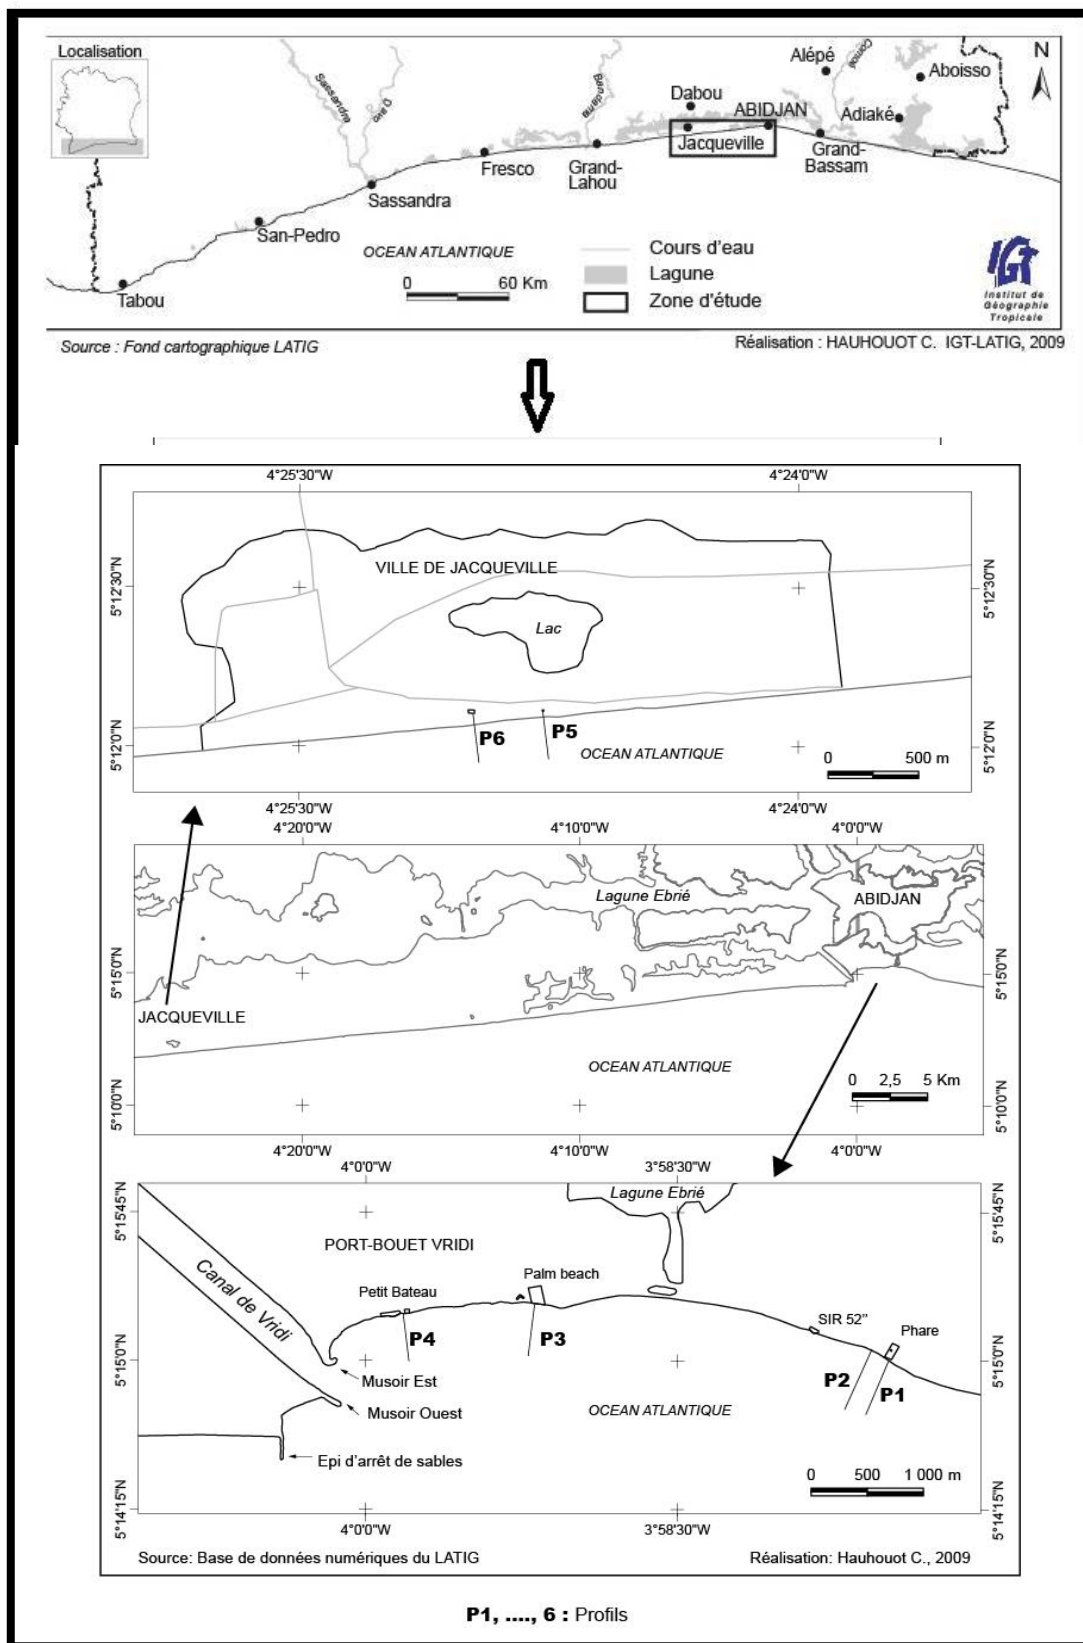 Localisation
N
Sassandra
Davo
Bandama
Comoé
Alépé
Aboisso
Dabou
ABIDJAN
Adiaké
Jacqueville
Grand-
Bassam
Fresco
Grand-
Lahou
Sassandra
San-Pedro
Tabou
OCEAN ATLANTIQUE
0 60 Km
Cours d'eau
Lagune
Zone d'étude
IGT
Institut de
Géographie
Tropicale
Source : Fond cartographique LATIG
Réalisation : HAUHOUOT C. IGT-LATIG, 2009
4°25'30"W 4°24'0"W
5°12'30"N 5°12'30"N
VILLE DE JACQUEVILLE
Lac
P6 P5
OCEAN ATLANTIQUE
5°12'0"N 5°12'0"N
0 500 m
4°25'30"W 4°24'0"W
4°20'0"W 4°10'0"W 4°0'0"W
Lagune Ebrié
ABIDJAN
5°15'0"N 5°15'0"N
JACQUEVILLE
OCEAN ATLANTIQUE
0 2,5 5 Km
5°10'0"N 5°10'0"N
4°20'0"W 4°10'0"W 4°0'0"W
4°0'0"W 3°58'30"W
Lagune Ebrié
5°15'45"N 5°15'45"N
PORT-BOUET VRIDI
Canal de Vridi
Palm beach
Petit Bateau
SIR 52"
Phare
P4 P3
P2 P1
5°15'0"N 5°15'0"N
Musoir Est
Musoir Ouest
OCEAN ATLANTIQUE
Epi d'arrêt de sables
0 500 1 000 m
5°14'15"N 5°14'15"N
4°0'0"W 3°58'30"W
Source: Base de données numériques du LATIG
Réalisation: Hauhouot C., 2009
P1, ...., 6 : Profils